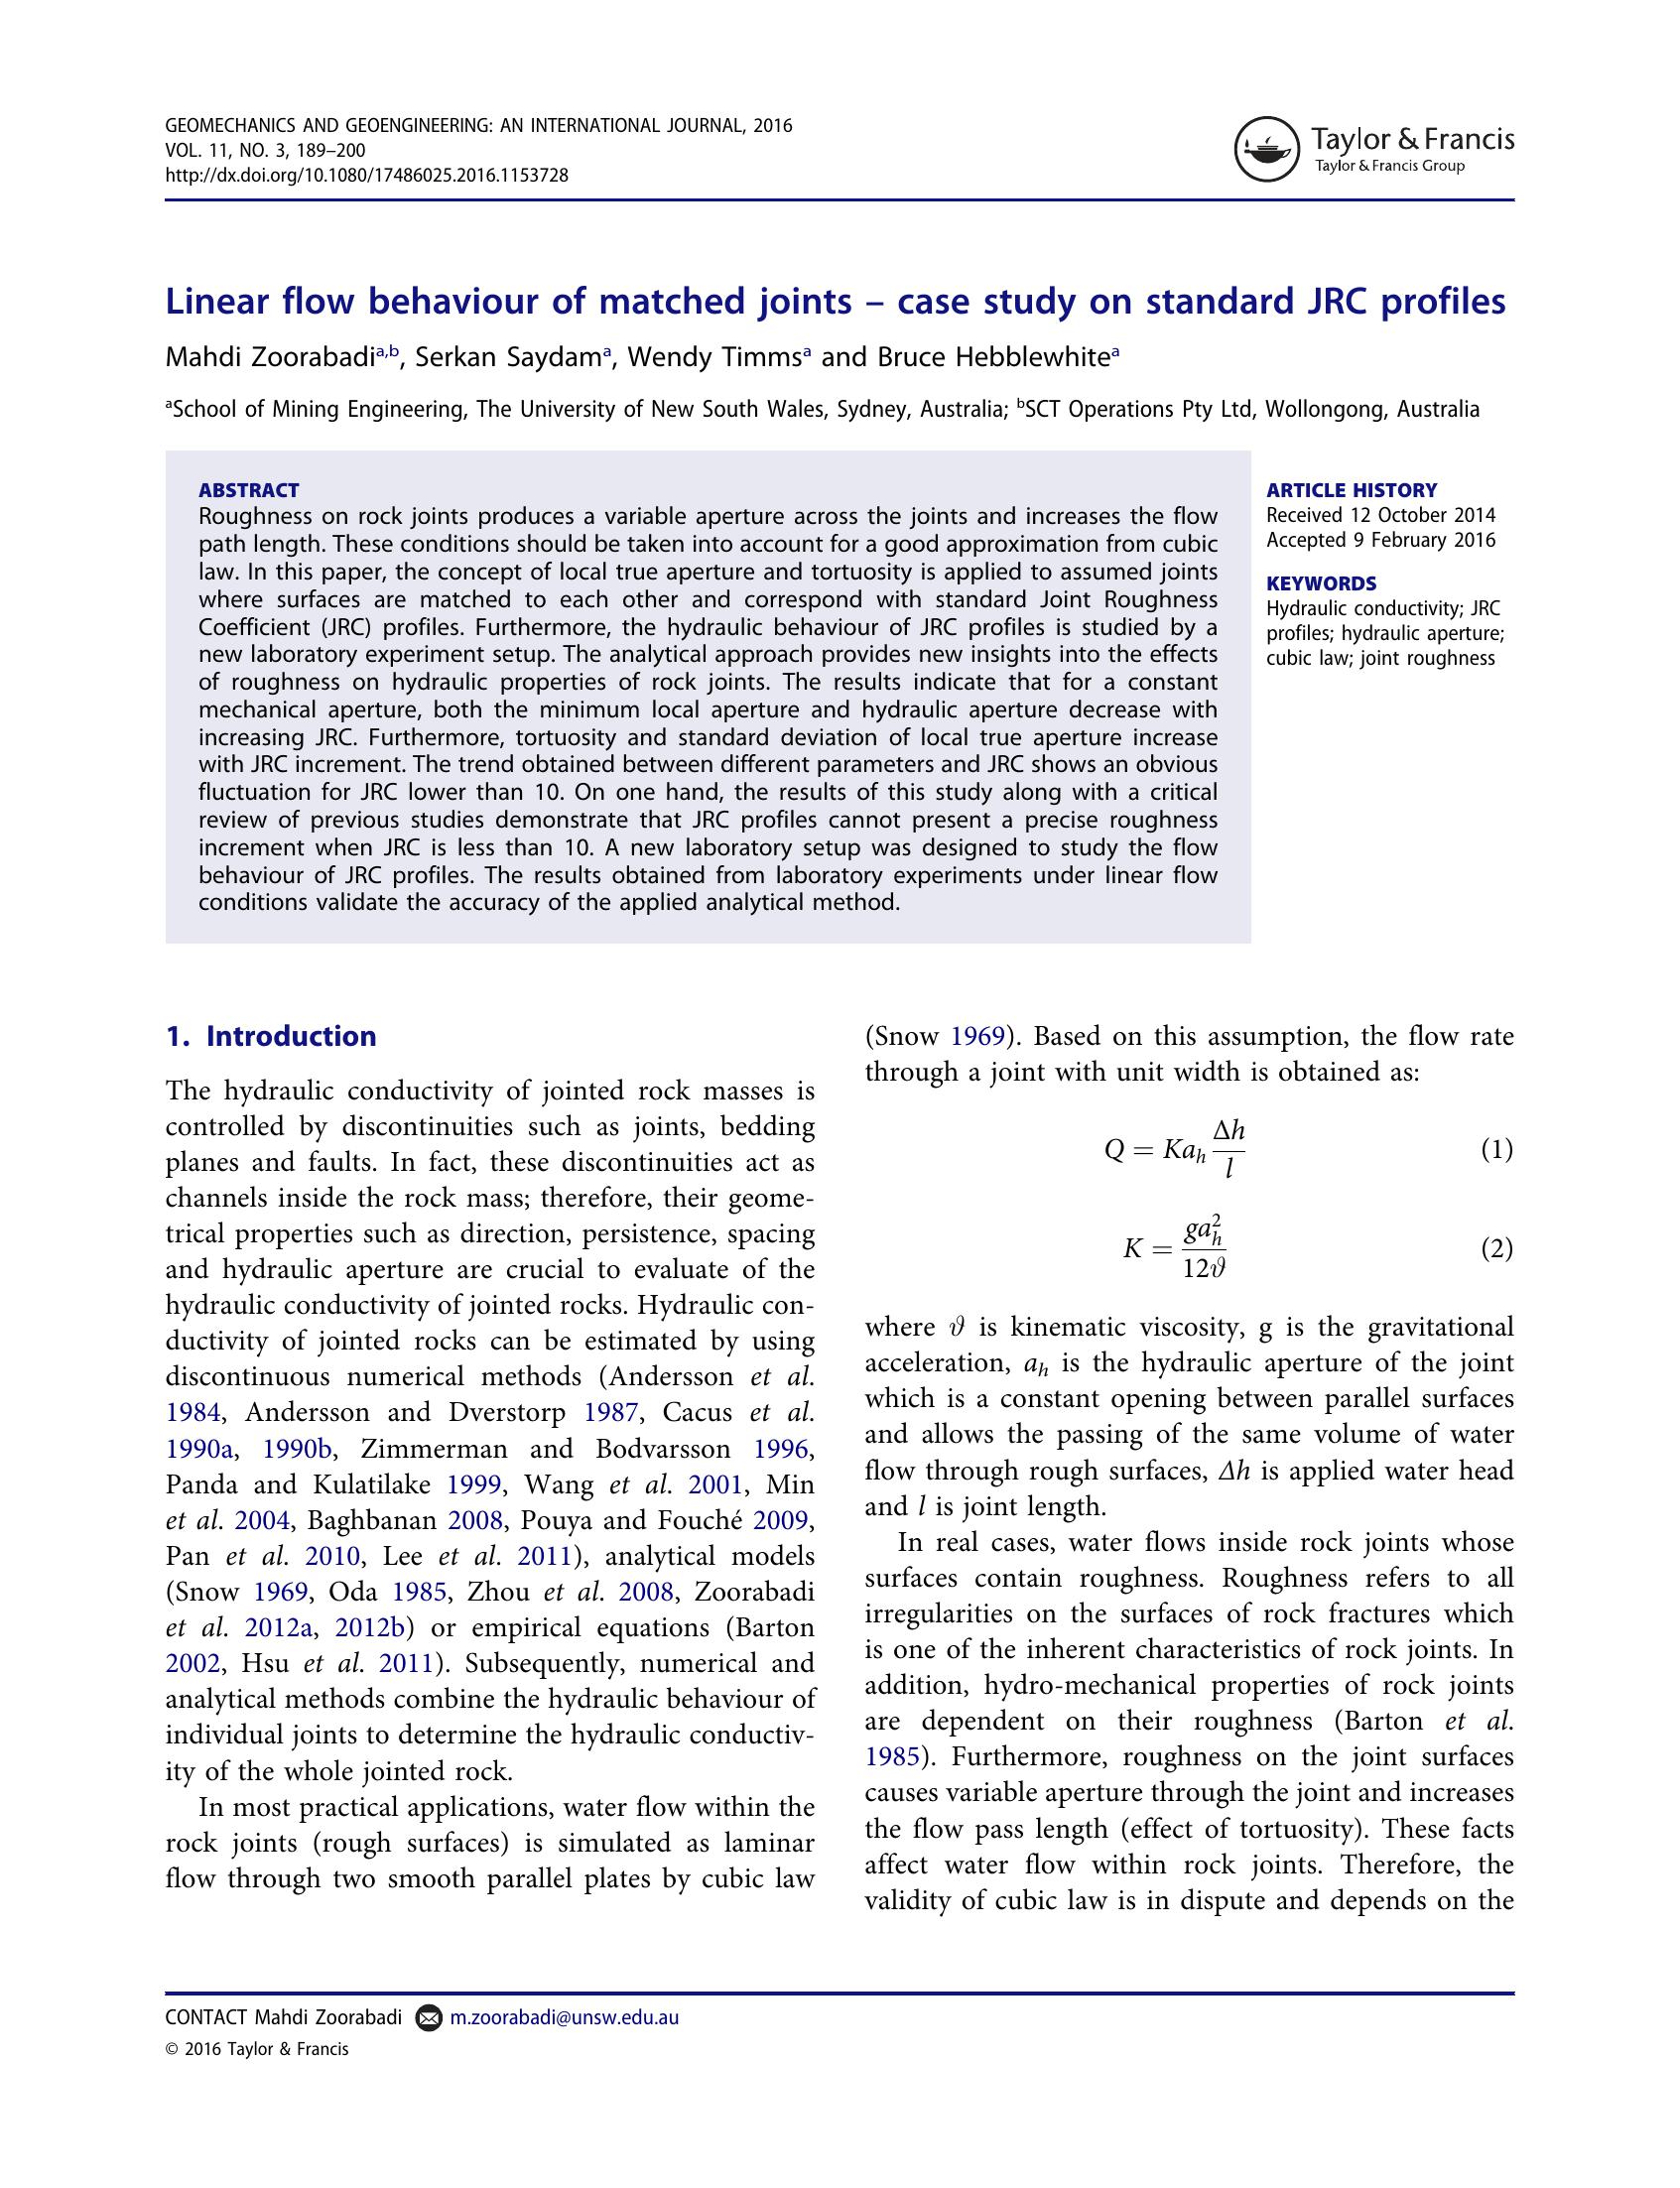 GEOMECHANICS AND GEOENGINEERING: AN INTERNATIONAL JOURNAL, 2016
VOL. 11, NO. 3, 189–200
http://dx.doi.org/10.1080/17486025.2016.1153728
Taylor & Francis
Taylor & Francis Group
Linear flow behaviour of matched joints – case study on standard JRC profiles
Mahdi Zoorabadia,b, Serkan Saydama, Wendy Timmsa and Bruce Hebblewhitea
aSchool of Mining Engineering, The University of New South Wales, Sydney, Australia; bSCT Operations Pty Ltd, Wollongong, Australia
ABSTRACT
Roughness on rock joints produces a variable aperture across the joints and increases the flow
path length. These conditions should be taken into account for a good approximation from cubic
law. In this paper, the concept of local true aperture and tortuosity is applied to assumed joints
where surfaces are matched to each other and correspond with standard Joint Roughness
Coefficient (JRC) profiles. Furthermore, the hydraulic behaviour of JRC profiles is studied by a
new laboratory experiment setup. The analytical approach provides new insights into the effects
of roughness on hydraulic properties of rock joints. The results indicate that for a constant
mechanical aperture, both the minimum local aperture and hydraulic aperture decrease with
increasing JRC. Furthermore, tortuosity and standard deviation of local true aperture increase
with JRC increment. The trend obtained between different parameters and JRC shows an obvious
fluctuation for JRC lower than 10. On one hand, the results of this study along with a critical
review of previous studies demonstrate that JRC profiles cannot present a precise roughness
increment when JRC is less than 10. A new laboratory setup was designed to study the flow
behaviour of JRC profiles. The results obtained from laboratory experiments under linear flow
conditions validate the accuracy of the applied analytical method.
ARTICLE HISTORY
Received 12 October 2014
Accepted 9 February 2016
KEYWORDS
Hydraulic conductivity; JRC
profiles; hydraulic aperture;
cubic law; joint roughness
1. Introduction
The hydraulic conductivity of jointed rock masses is
controlled by discontinuities such as joints, bedding
planes and faults. In fact, these discontinuities act as
channels inside the rock mass; therefore, their geome-
trical properties such as direction, persistence, spacing
and hydraulic aperture are crucial to evaluate of the
hydraulic conductivity of jointed rocks. Hydraulic con-
ductivity of jointed rocks can be estimated by using
discontinuous numerical methods (Andersson et al.
1984, Andersson and Dverstorp 1987, Cacus et al.
1990a, 1990b, Zimmerman and Bodvarsson 1996,
Panda and Kulatilake 1999, Wang et al. 2001, Min
et al. 2004, Baghbanan 2008, Pouya and Fouché 2009,
Pan et al. 2010, Lee et al. 2011), analytical models
(Snow 1969, Oda 1985, Zhou et al. 2008, Zoorabadi
et al. 2012a, 2012b) or empirical equations (Barton
2002, Hsu et al. 2011). Subsequently, numerical and
analytical methods combine the hydraulic behaviour of
individual joints to determine the hydraulic conductiv-
ity of the whole jointed rock.
In most practical applications, water flow within the
rock joints (rough surfaces) is simulated as laminar
flow through two smooth parallel plates by cubic law
(Snow 1969). Based on this assumption, the flow rate
through a joint with unit width is obtained as:
Q = Ka_h Δh/l (1)
K = ga_h^2/12ϑ (2)
where ϑ is kinematic viscosity, g is the gravitational
acceleration, a_h is the hydraulic aperture of the joint
which is a constant opening between parallel surfaces
and allows the passing of the same volume of water
flow through rough surfaces, Δh is applied water head
and l is joint length.
In real cases, water flows inside rock joints whose
surfaces contain roughness. Roughness refers to all
irregularities on the surfaces of rock fractures which
is one of the inherent characteristics of rock joints. In
addition, hydro-mechanical properties of rock joints
are dependent on their roughness (Barton et al.
1985). Furthermore, roughness on the joint surfaces
causes variable aperture through the joint and increases
the flow pass length (effect of tortuosity). These facts
affect water flow within rock joints. Therefore, the
validity of cubic law is in dispute and depends on the
CONTACT Mahdi Zoorabadi m.zoorabadi@unsw.edu.au
© 2016 Taylor & Francis